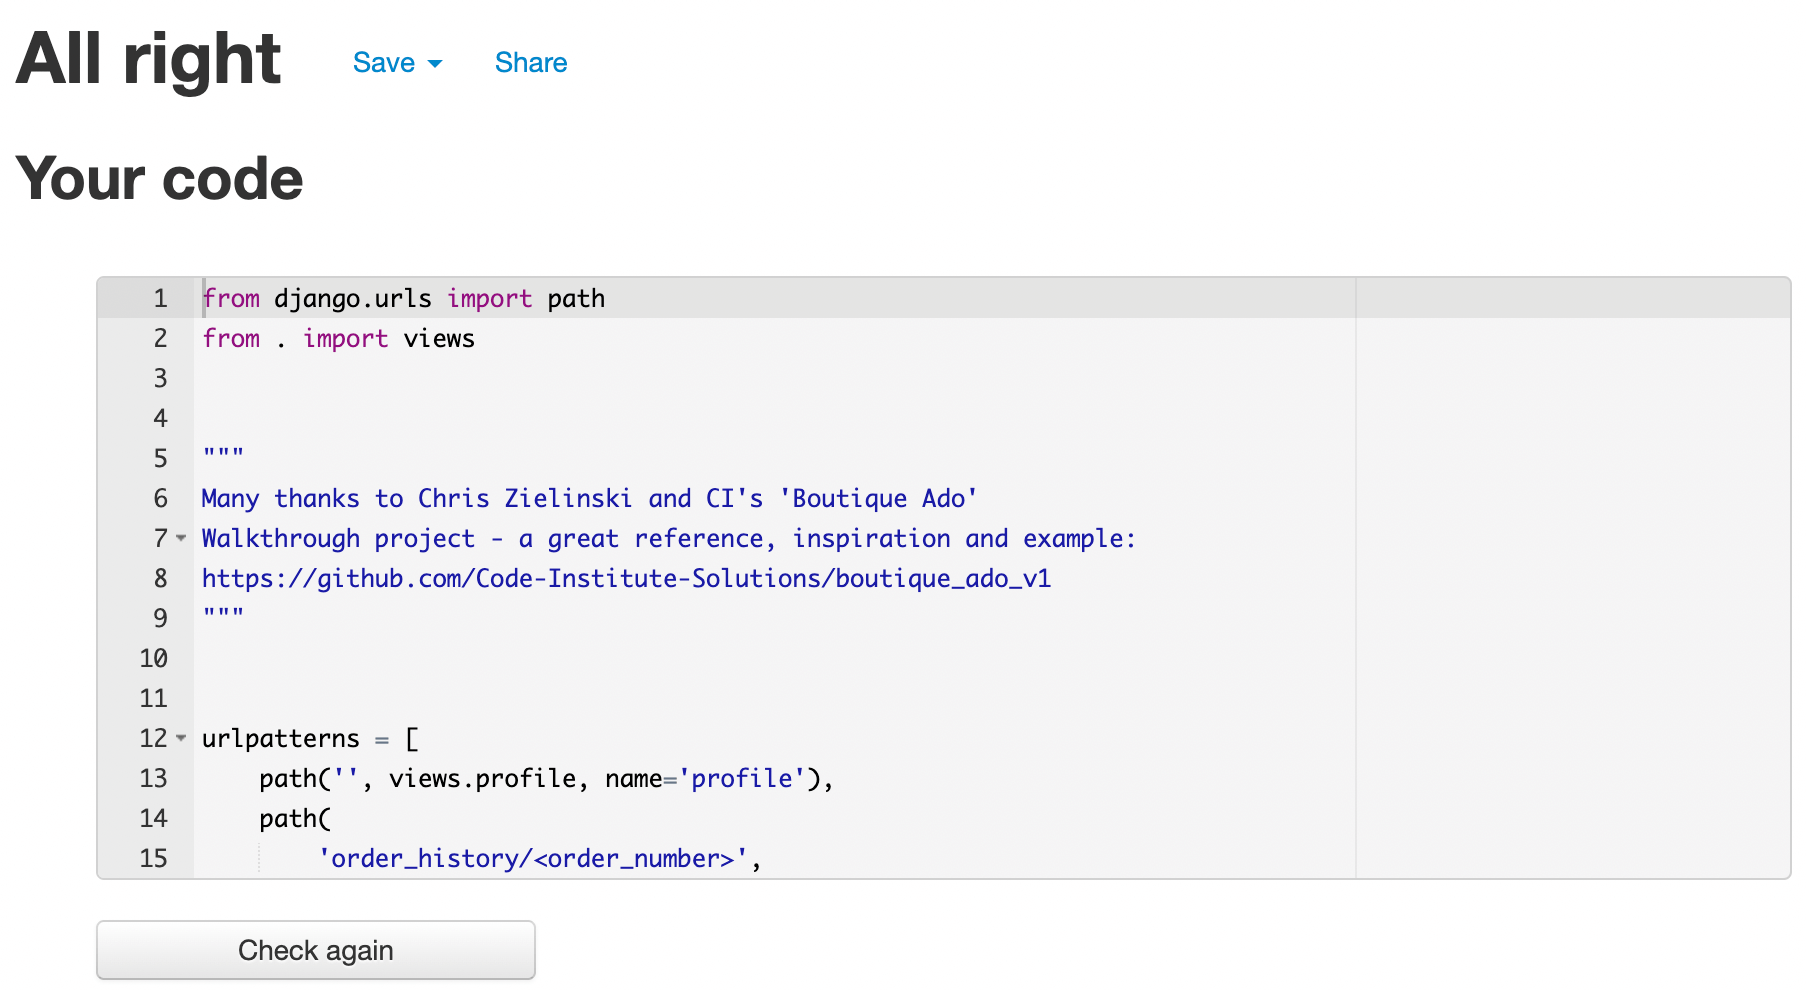 All right Save Share
Your code
1 from django.urls import path
2 from . import views
3
4
5 """
6 Many thanks to Chris Zielinski and CI's 'Boutique Ado'
7 Walkthrough project - a great reference, inspiration and example:
8 https://github.com/Code-Institute-Solutions/boutique_ado_v1
9 """
10
11
12 urlpatterns = [
13     path('', views.profile, name='profile'),
14     path(
15         'order_history/<order_number>',
Check again